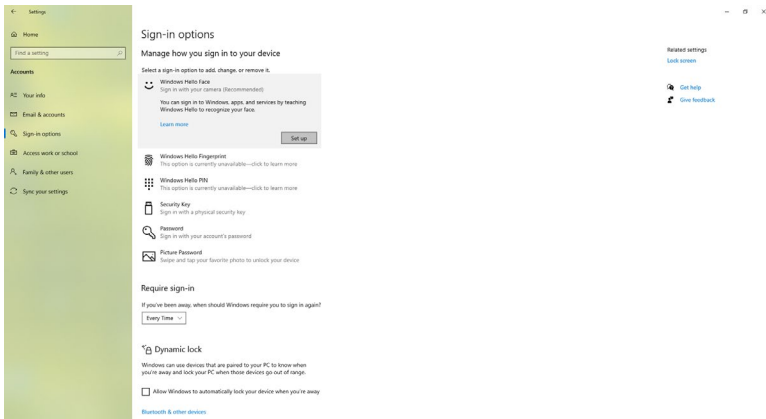 Settings
Home
Find a setting
Accounts
Your info
Email & accounts
Sign-in options
Access work or school
Family & other users
Sync your settings
Sign-in options
Manage how you sign in to your device
Select a sign-in option to add, change, or remove it.
Windows Hello Face
Sign in with your camera (Recommended)
You can sign in to Windows, apps, and services by teaching
Windows Hello to recognize your face.
Learn more
Set up
Windows Hello Fingerprint
This option is currently unavailable—click to learn more
Windows Hello PIN
This option is currently unavailable—click to learn more
Security Key
Sign in with a physical security key
Password
Sign in with your account's password
Picture Password
Swipe and tap your favorite photo to unlock your device
Require sign-in
If you've been away, when should Windows require you to sign in again?
Every Time
Dynamic lock
Windows can use devices that are paired to your PC to know when
you're away and lock your PC when those devices go out of range.
Allow Windows to automatically lock your device when you're away
Bluetooth & other devices
Related settings
Lock screen
Get help
Give feedback